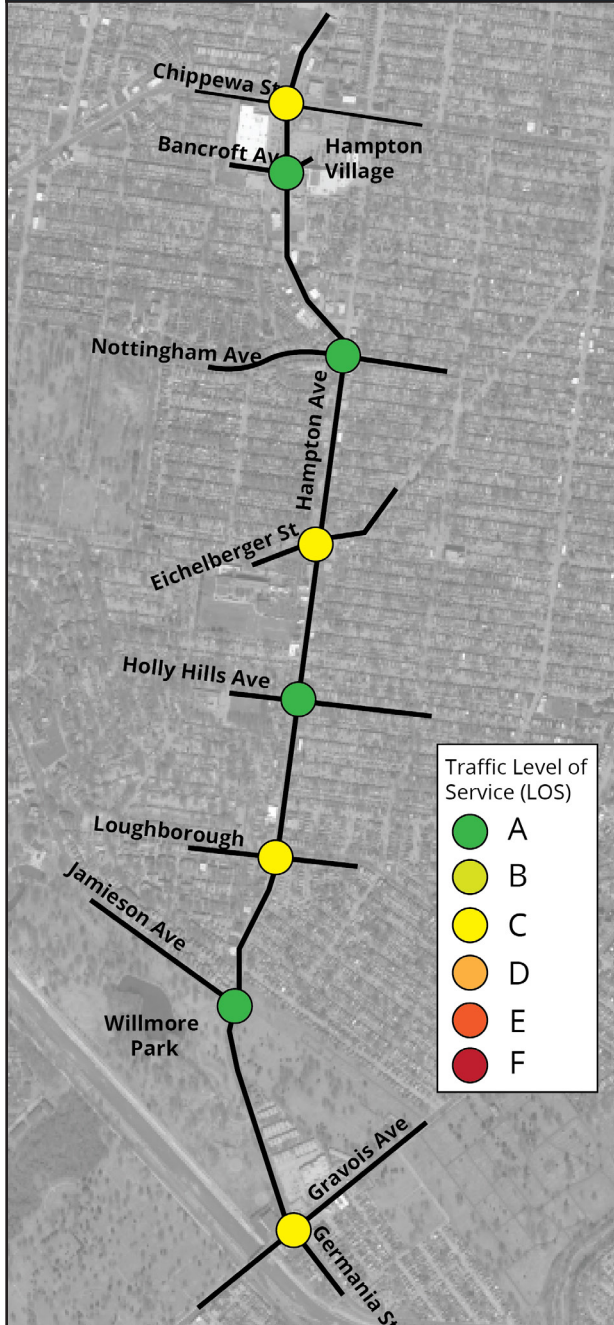 Chippewa St
Bancroft Av
Hampton
Village
Nottingham Ave
Hampton Ave
Eichelberger St
Holly Hills Ave
Traffic Level of
Service (LOS)
A
B
C
D
E
F
Loughborough
Jamieson Ave
Willmore
Park
Gravois Ave
Germania St